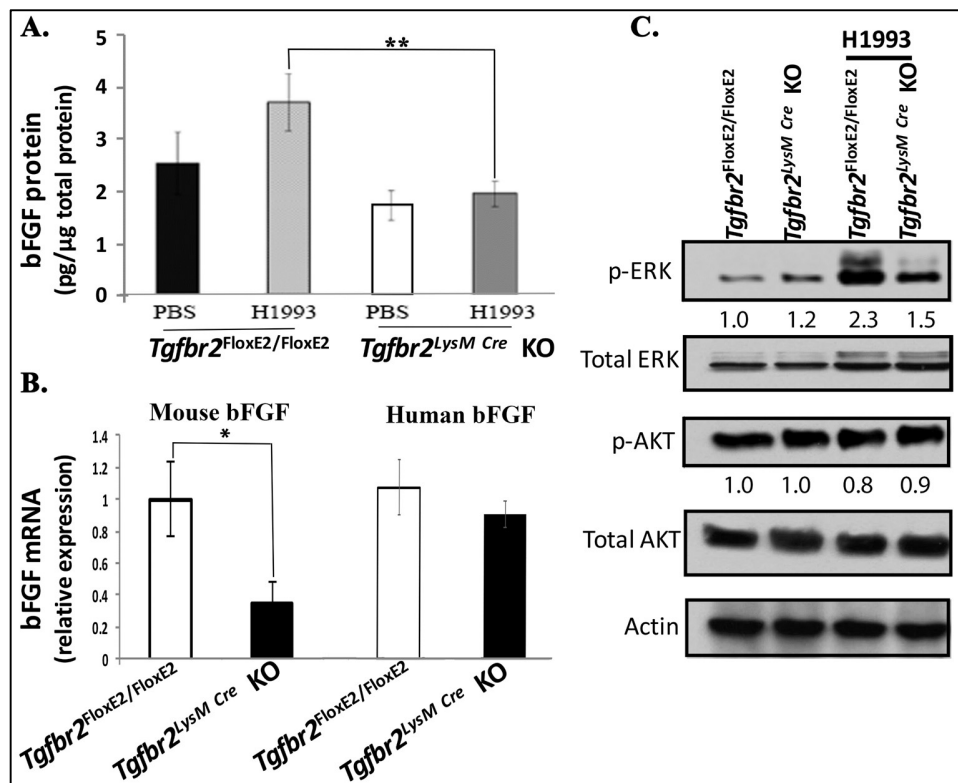 A.
bFGF protein
(pg/µg total protein)
5
4
3
2
1
0
**
PBS
H1993
PBS
H1993
Tgfbr2FloxE2/FloxE2
Tgfbr2LysM Cre KO
B.
Mouse bFGF
Human bFGF
bFGF mRNA
(relative expression)
1.4
1.2
1
0.8
0.6
0.4
0.2
0
*
Tgfbr2FloxE2/FloxE2
Tgfbr2LysM Cre KO
Tgfbr2FloxE2/FloxE2
Tgfbr2LysM Cre KO
C.
H1993
Tgfbr2FloxE2/FloxE2
Tgfbr2LysM Cre KO
Tgfbr2FloxE2/FloxE2
Tgfbr2LysM Cre KO
p-ERK
1.0 1.2 2.3 1.5
Total ERK
p-AKT
1.0 1.0 0.8 0.9
Total AKT
Actin